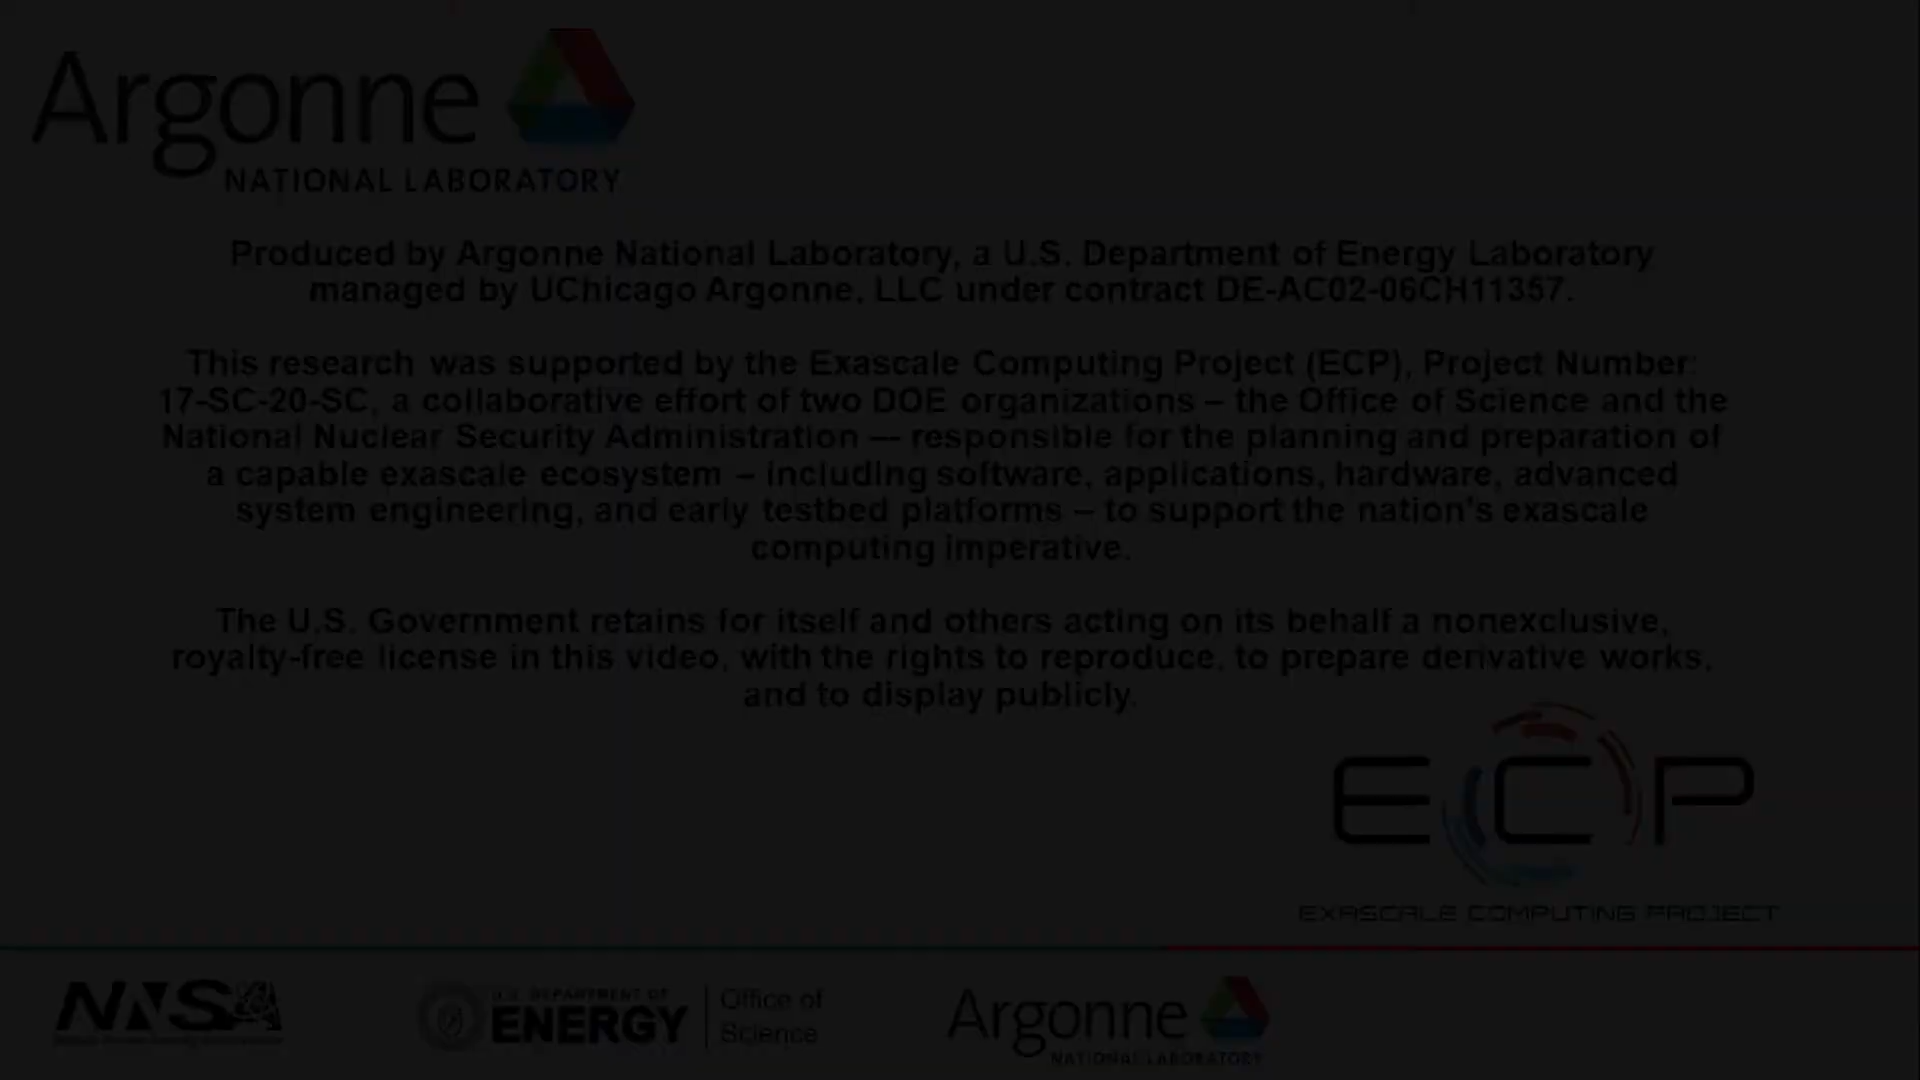 Argonne
NATIONAL LABORATORY
Produced by Argonne National Laboratory, a U.S. Department of Energy Laboratory
managed by UChicago Argonne, LLC under contract DE-AC02-06CH11357.
This research was supported by the Exascale Computing Project (ECP), Project Number:
17-SC-20-SC, a collaborative effort of two DOE organizations – the Office of Science and the
National Nuclear Security Administration — responsible for the planning and preparation of
a capable exascale ecosystem – including software, applications, hardware, advanced
system engineering, and early testbed platforms – to support the nation's exascale
computing imperative.
The U.S. Government retains for itself and others acting on its behalf a nonexclusive,
royalty-free license in this video, with the rights to reproduce, to prepare derivative works,
and to display publicly.
ECP
EXASCALE COMPUTING PROJECT
NNSA
U.S. DEPARTMENT OF
ENERGY
Office of
Science
Argonne
NATIONAL LABORATORY